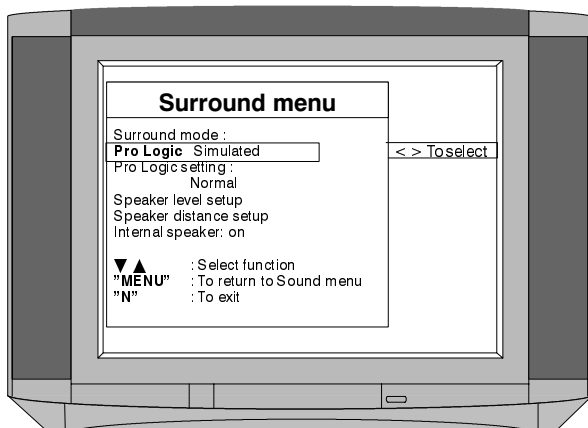 Surround menu
Surround mode :
Pro Logic Simulated
< > To select
Pro Logic setting :
Normal
Speaker level setup
Speaker distance setup
Internal speaker: on
▼ ▲ : Select function
”MENU” : To return to Sound menu
”N” : To exit